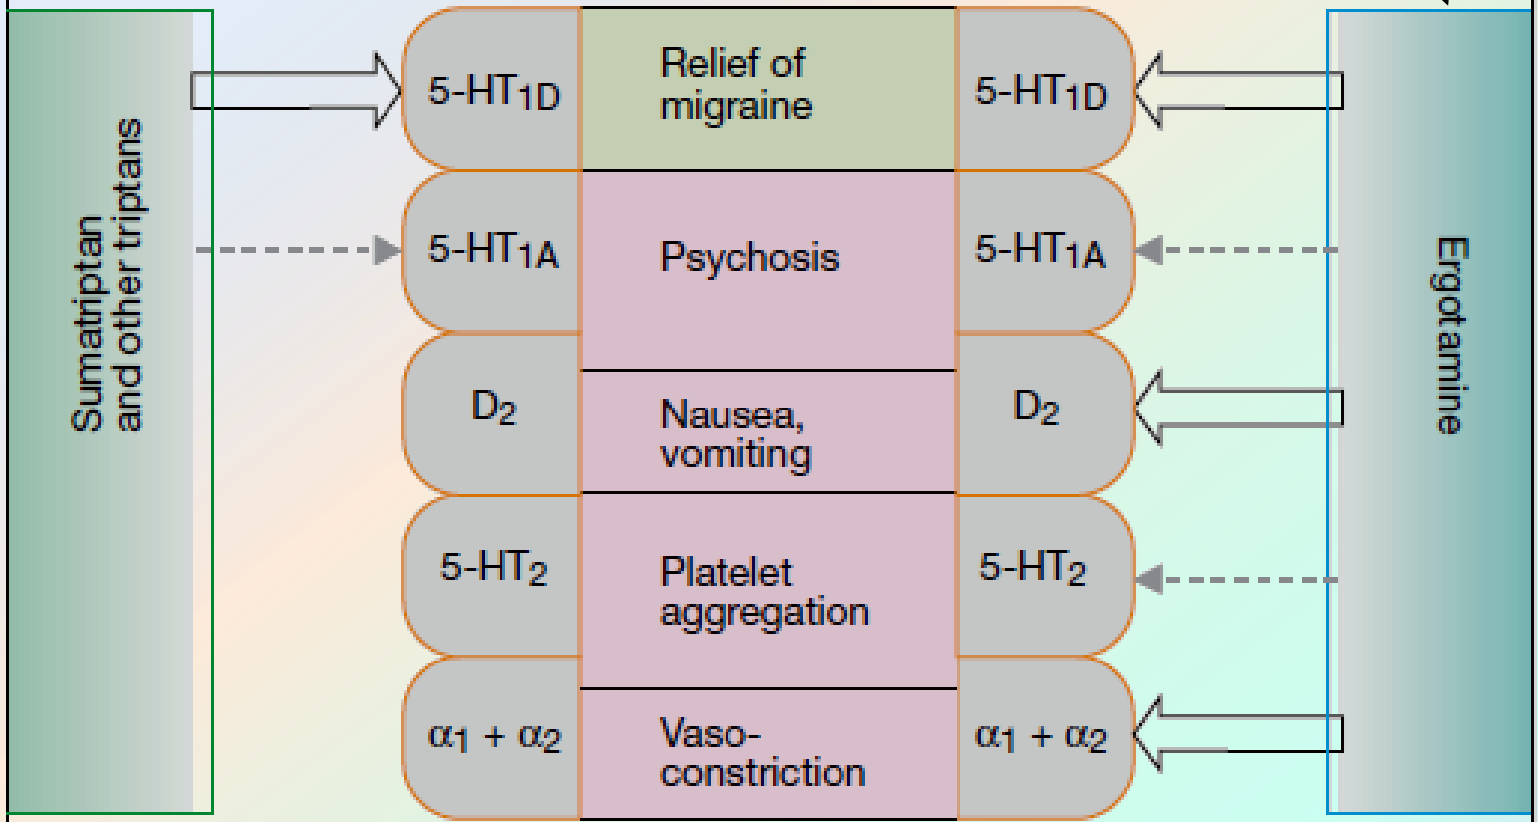 Sumatriptan
and other triptans
5-HT1D
Relief of
migraine
5-HT1D
5-HT1A
Psychosis
5-HT1A
D2
Nausea,
vomiting
D2
5-HT2
Platelet
aggregation
5-HT2
α1 + α2
Vaso-
constriction
α1 + α2
Ergotamine